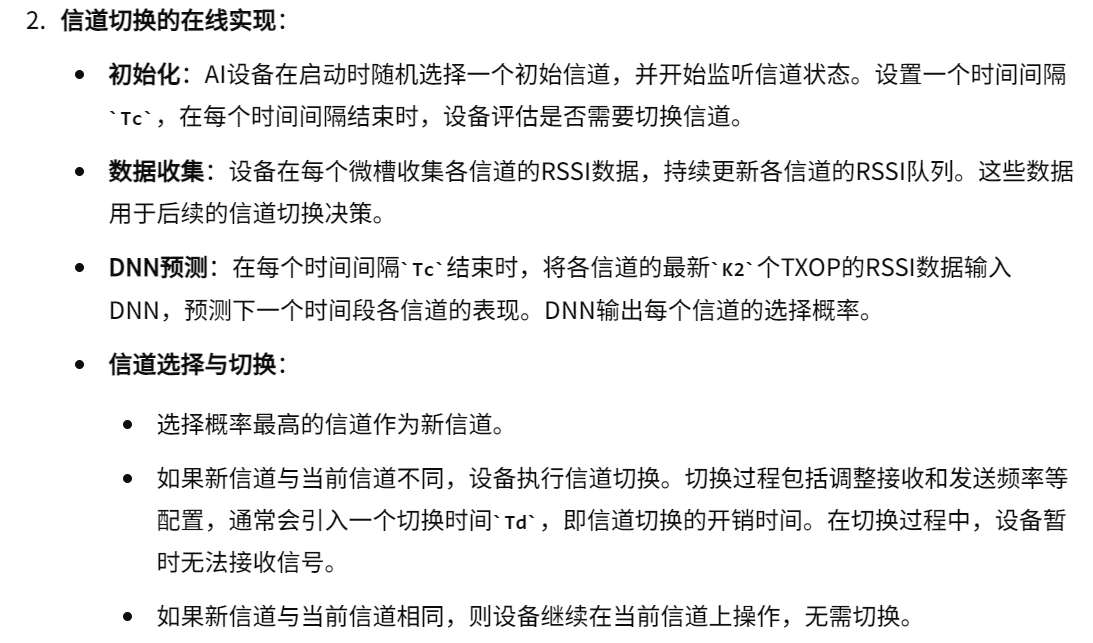 2. 信道切换的在线实现：
• 初始化：AI设备在启动时随机选择一个初始信道，并开始监听信道状态。设置一个时间间隔
`Tc`，在每个时间间隔结束时，设备评估是否需要切换信道。
• 数据收集：设备在每个微槽收集各信道的RSSI数据，持续更新各信道的RSSI队列。这些数据
用于后续的信道切换决策。
• DNN预测：在每个时间间隔`Tc`结束时，将各信道的最新`K2`个TXOP的RSSI数据输入
DNN，预测下一个时间段各信道的表现。DNN输出每个信道的选择概率。
• 信道选择与切换：
• 选择概率最高的信道作为新信道。
• 如果新信道与当前信道不同，设备执行信道切换。切换过程包括调整接收和发送频率等
配置，通常会引入一个切换时间`Td`，即信道切换的开销时间。在切换过程中，设备暂
时无法接收信号。
• 如果新信道与当前信道相同，则设备继续在当前信道上操作，无需切换。